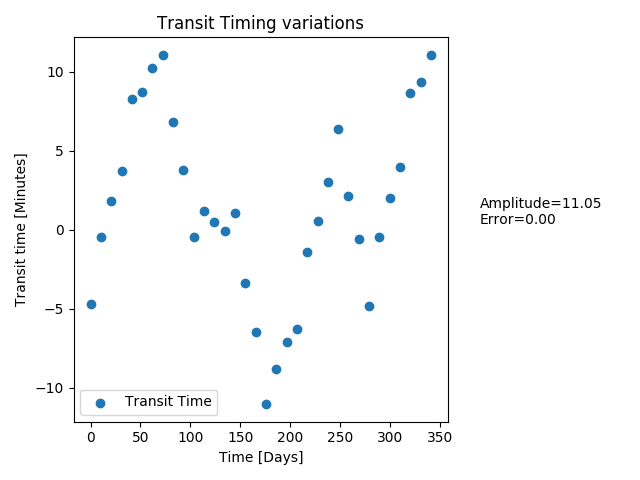 Transit Timing variations
Transit time [Minutes]
10
5
0
−5
−10
Amplitude=11.05
Error=0.00
Transit Time
0 50 100 150 200 250 300 350
Time [Days]